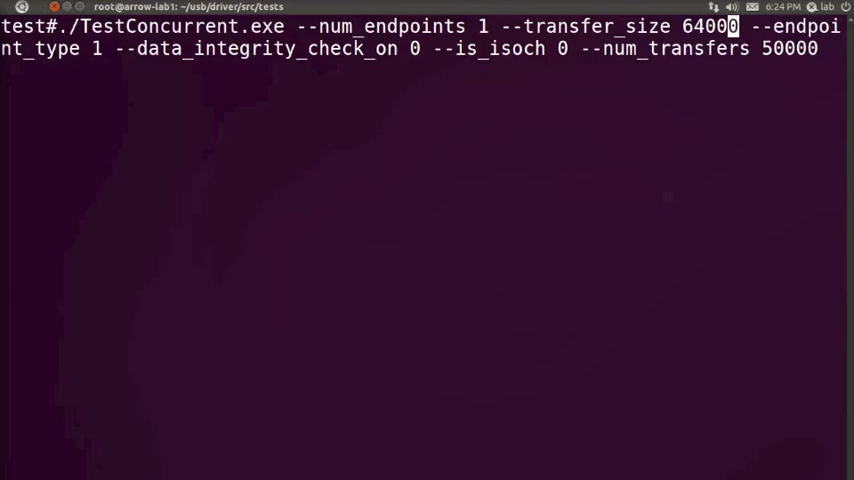 root@arrow-lab1: ~/usb/driver/src/tests
6:24 PM
lab
test#./TestConcurrent.exe --num_endpoints 1 --transfer_size 64000 --endpoi
nt_type 1 --data_integrity_check_on 0 --is_isoch 0 --num_transfers 50000